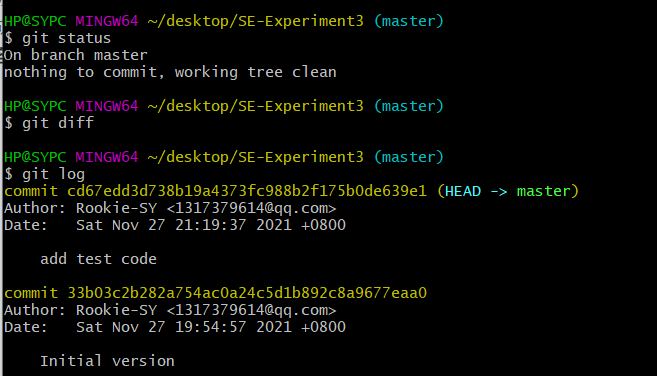 HP@SYPC MINGW64 ~/desktop/SE-Experiment3 (master)
$ git status
On branch master
nothing to commit, working tree clean
HP@SYPC MINGW64 ~/desktop/SE-Experiment3 (master)
$ git diff
HP@SYPC MINGW64 ~/desktop/SE-Experiment3 (master)
$ git log
commit cd67edd3d738b19a4373fc988b2f175b0de639e1 (HEAD -> master)
Author: Rookie-SY <1317379614@qq.com>
Date:   Sat Nov 27 21:19:37 2021 +0800
    add test code
commit 33b03c2b282a754ac0a24c5d1b892c8a9677eaa0
Author: Rookie-SY <1317379614@qq.com>
Date:   Sat Nov 27 19:54:57 2021 +0800
    Initial version